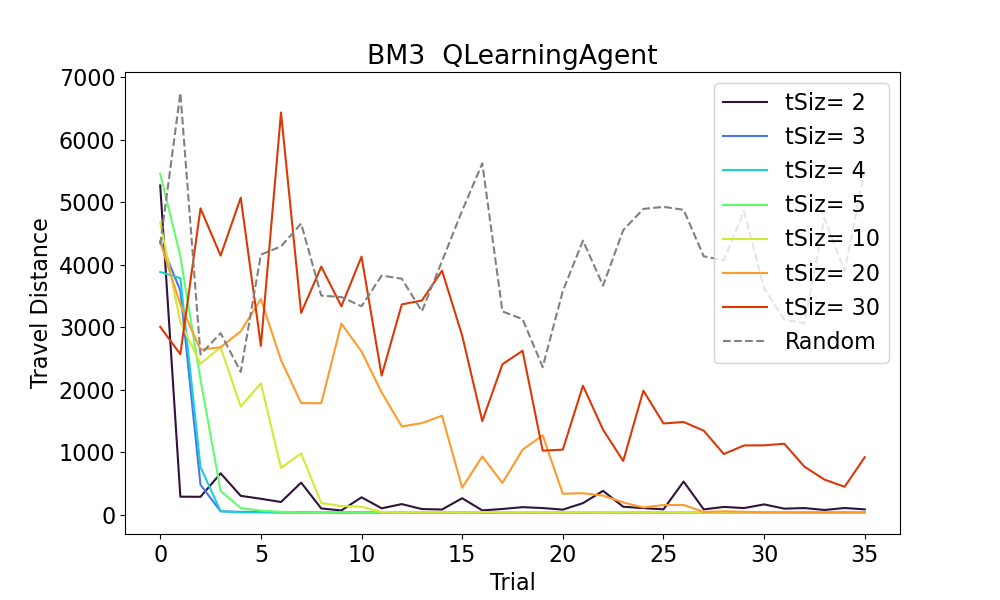 BM3  QLearningAgent
7000
6000
5000
4000
3000
2000
1000
0
Travel Distance
tSiz= 2
tSiz= 3
tSiz= 4
tSiz= 5
tSiz= 10
tSiz= 20
tSiz= 30
Random
0 5 10 15 20 25 30 35
Trial